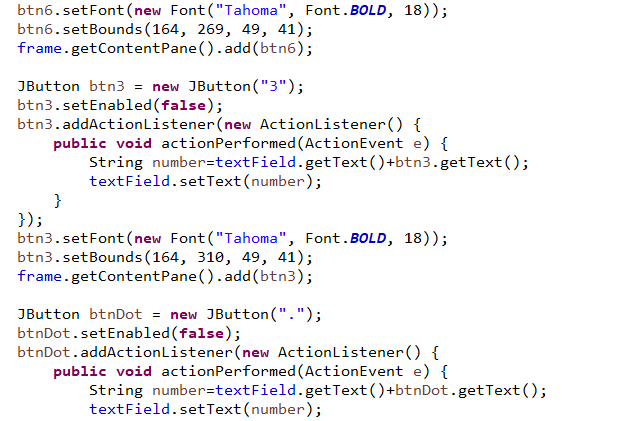 btn6.setFont(new Font("Tahoma", Font.BOLD, 18));
btn6.setBounds(164, 269, 49, 41);
frame.getContentPane().add(btn6);

JButton btn3 = new JButton("3");
btn3.setEnabled(false);
btn3.addActionListener(new ActionListener() {
    public void actionPerformed(ActionEvent e) {
        String number=textField.getText()+btn3.getText();
        textField.setText(number);
    }
});
btn3.setFont(new Font("Tahoma", Font.BOLD, 18));
btn3.setBounds(164, 310, 49, 41);
frame.getContentPane().add(btn3);

JButton btnDot = new JButton(".");
btnDot.setEnabled(false);
btnDot.addActionListener(new ActionListener() {
    public void actionPerformed(ActionEvent e) {
        String number=textField.getText()+btnDot.getText();
        textField.setText(number);